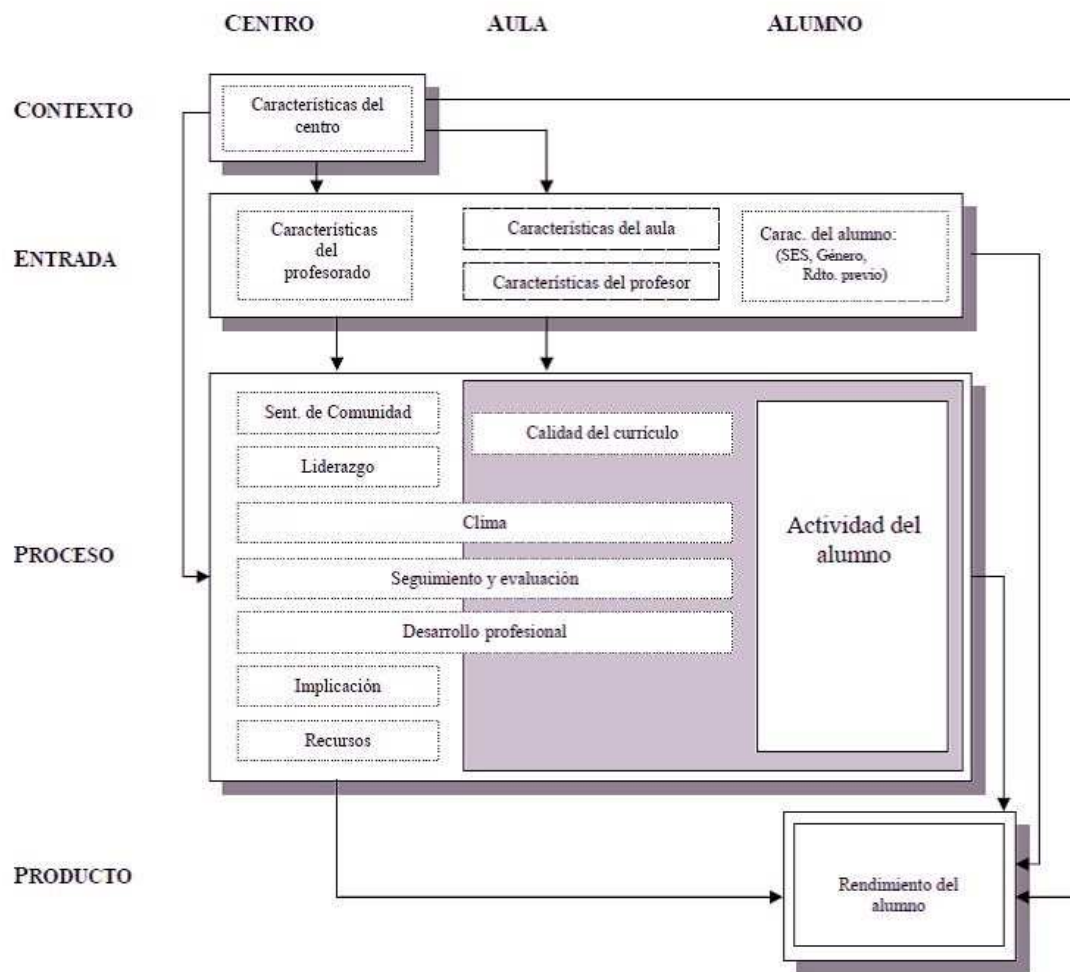 CENTRO
AULA
ALUMNO
CONTEXTO
Características del
centro
ENTRADA
Características
del
profesorado
Características del aula
Características del profesor
Carac. del alumno:
(SES, Género,
Rdto. previo)
PROCESO
Sent. de Comunidad
Liderazgo
Calidad del currículo
Clima
Seguimiento y evaluación
Desarrollo profesional
Implicación
Recursos
Actividad del
alumno
PRODUCTO
Rendimiento del
alumno